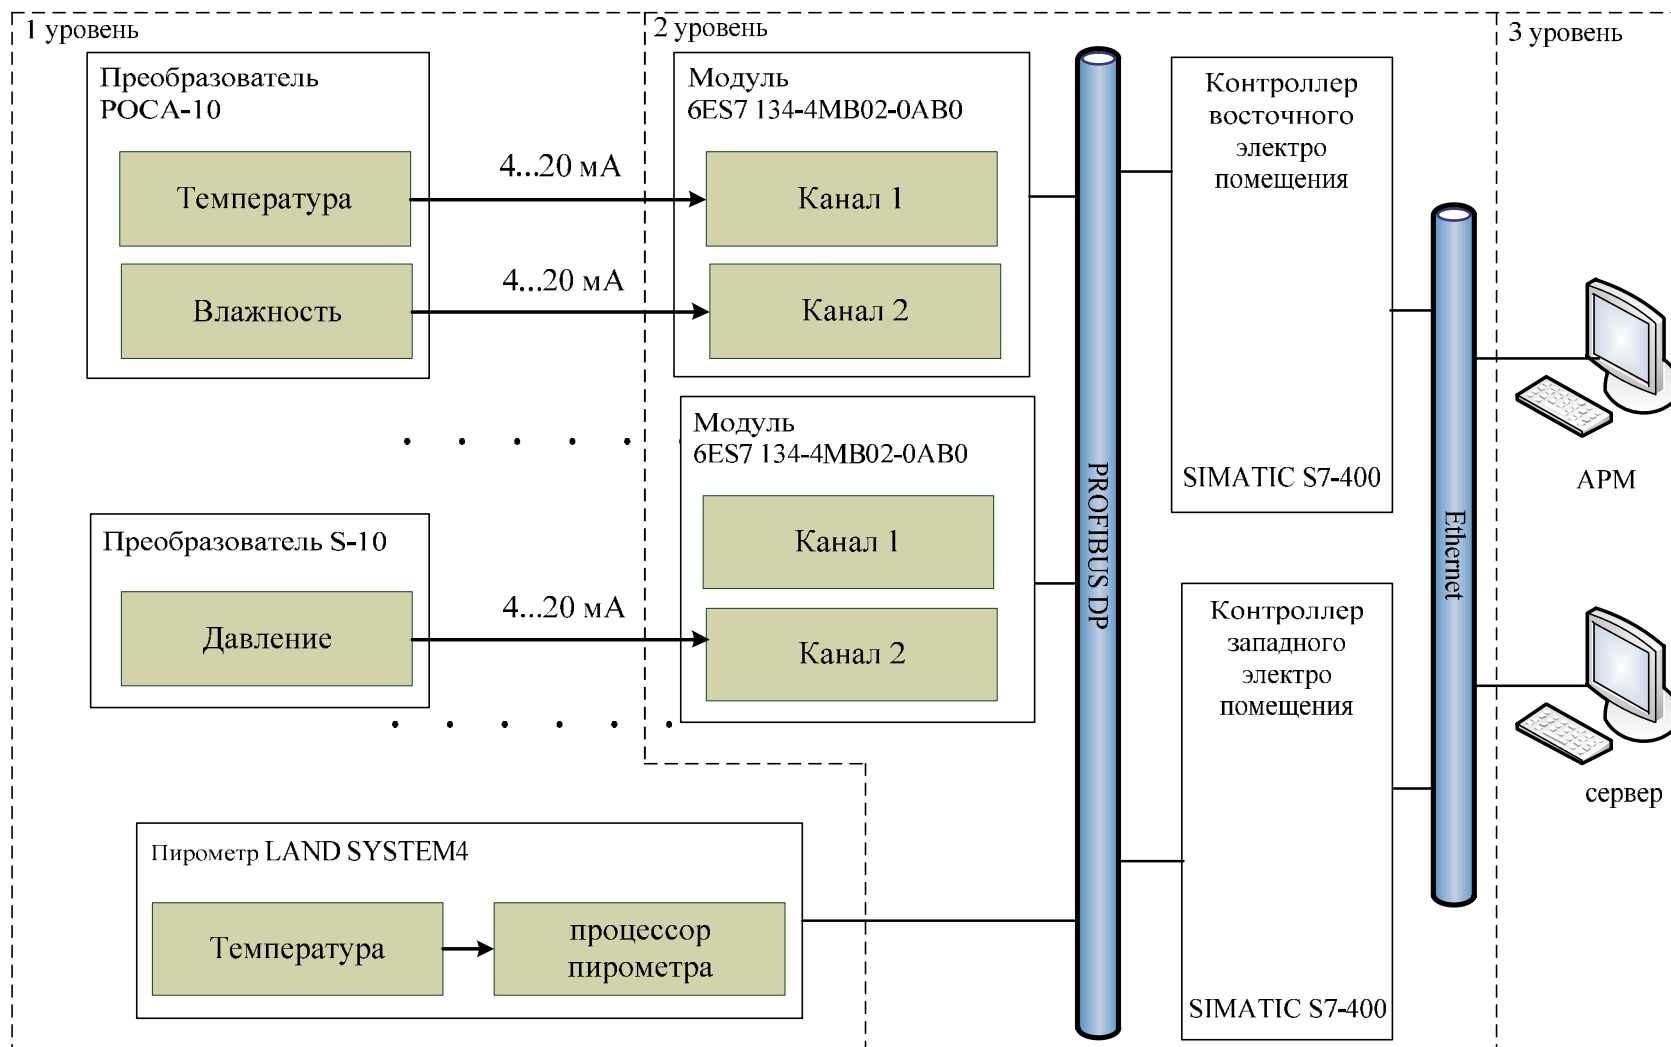 1 уровень
2 уровень
3 уровень
Преобразователь
РОСА-10
Температура
Влажность
4...20 мА
4...20 мА
Модуль
6ES7 134-4MB02-0AB0
Канал 1
Канал 2
Модуль
6ES7 134-4MB02-0AB0
Канал 1
Канал 2
Преобразователь S-10
Давление
4...20 мА
Пирометр LAND SYSTEM4
Температура
процессор
пирометра
PROFIBUS DP
Контроллер
восточного
электро
помещения
SIMATIC S7-400
Контроллер
западного
электро
помещения
SIMATIC S7-400
Ethernet
АРМ
сервер